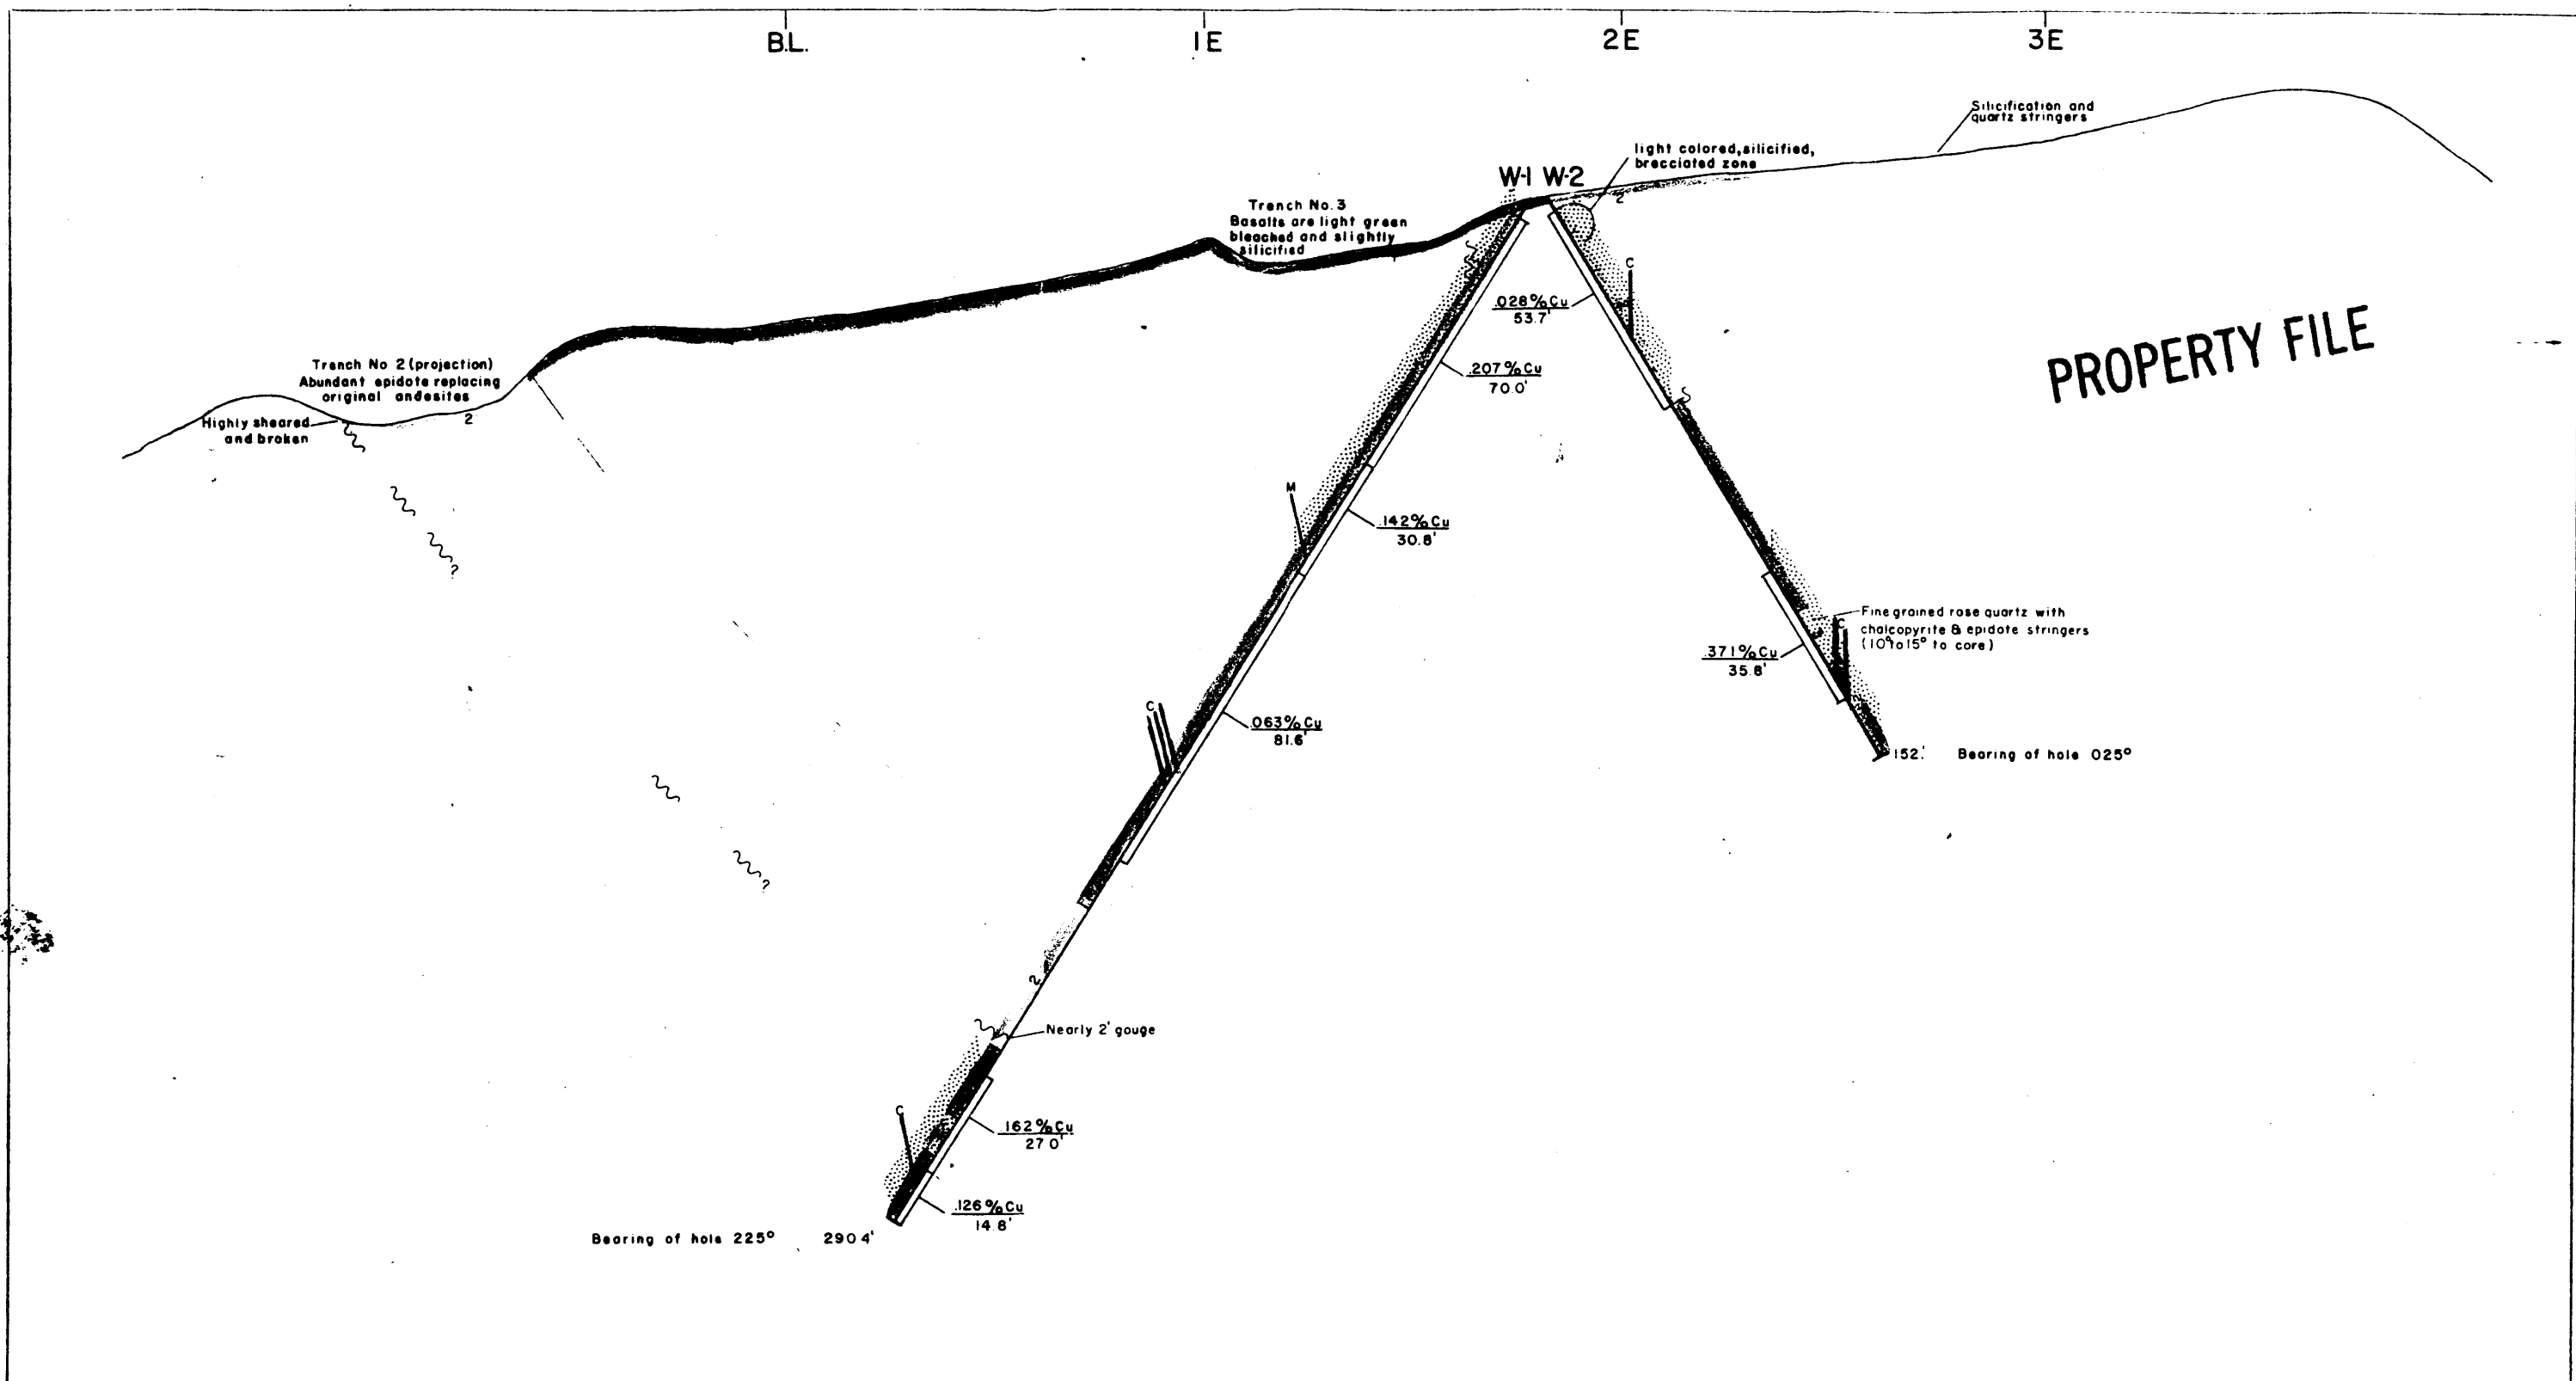 B.L.
1E
2E
3E
Silicification and
quartz stringers
light colored, silicified,
brecciated zone
W-1 W-2
2
Trench No. 3
Basalts are light green
bleached and slightly
silicified
C
.028% Cu
53.7'
PROPERTY FILE
Trench No 2 (projection)
Abundant epidote replacing
original andesites
2
Highly sheared
and broken
.207% Cu
70.0'
M
.142% Cu
30.8'
?
Fine grained rose quartz with
chalcopyrite & epidote stringers
(10° to 15° to core)
C
.371% Cu
35.8'
C
.063% Cu
81.6'
152.' Bearing of hole 025°
?
2
Nearly 2' gouge
C
.162% Cu
27 0'
.126% Cu
14 8'
Bearing of hole 225° 290 4'